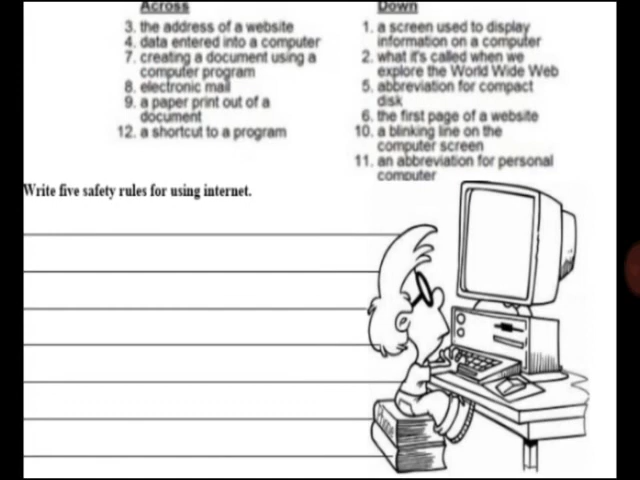 Across
3. the address of a website
4. data entered into a computer
7. creating a document using a
computer program
8. electronic mail
9. a paper print out of a
document
12. a shortcut to a program
Down
1. a screen used to display
information on a computer
2. what it's called when we
explore the World Wide Web
5. abbreviation for compact
disk
6. the first page of a website
10. a blinking line on the
computer screen
11. an abbreviation for personal
computer
Write five safety rules for using internet.